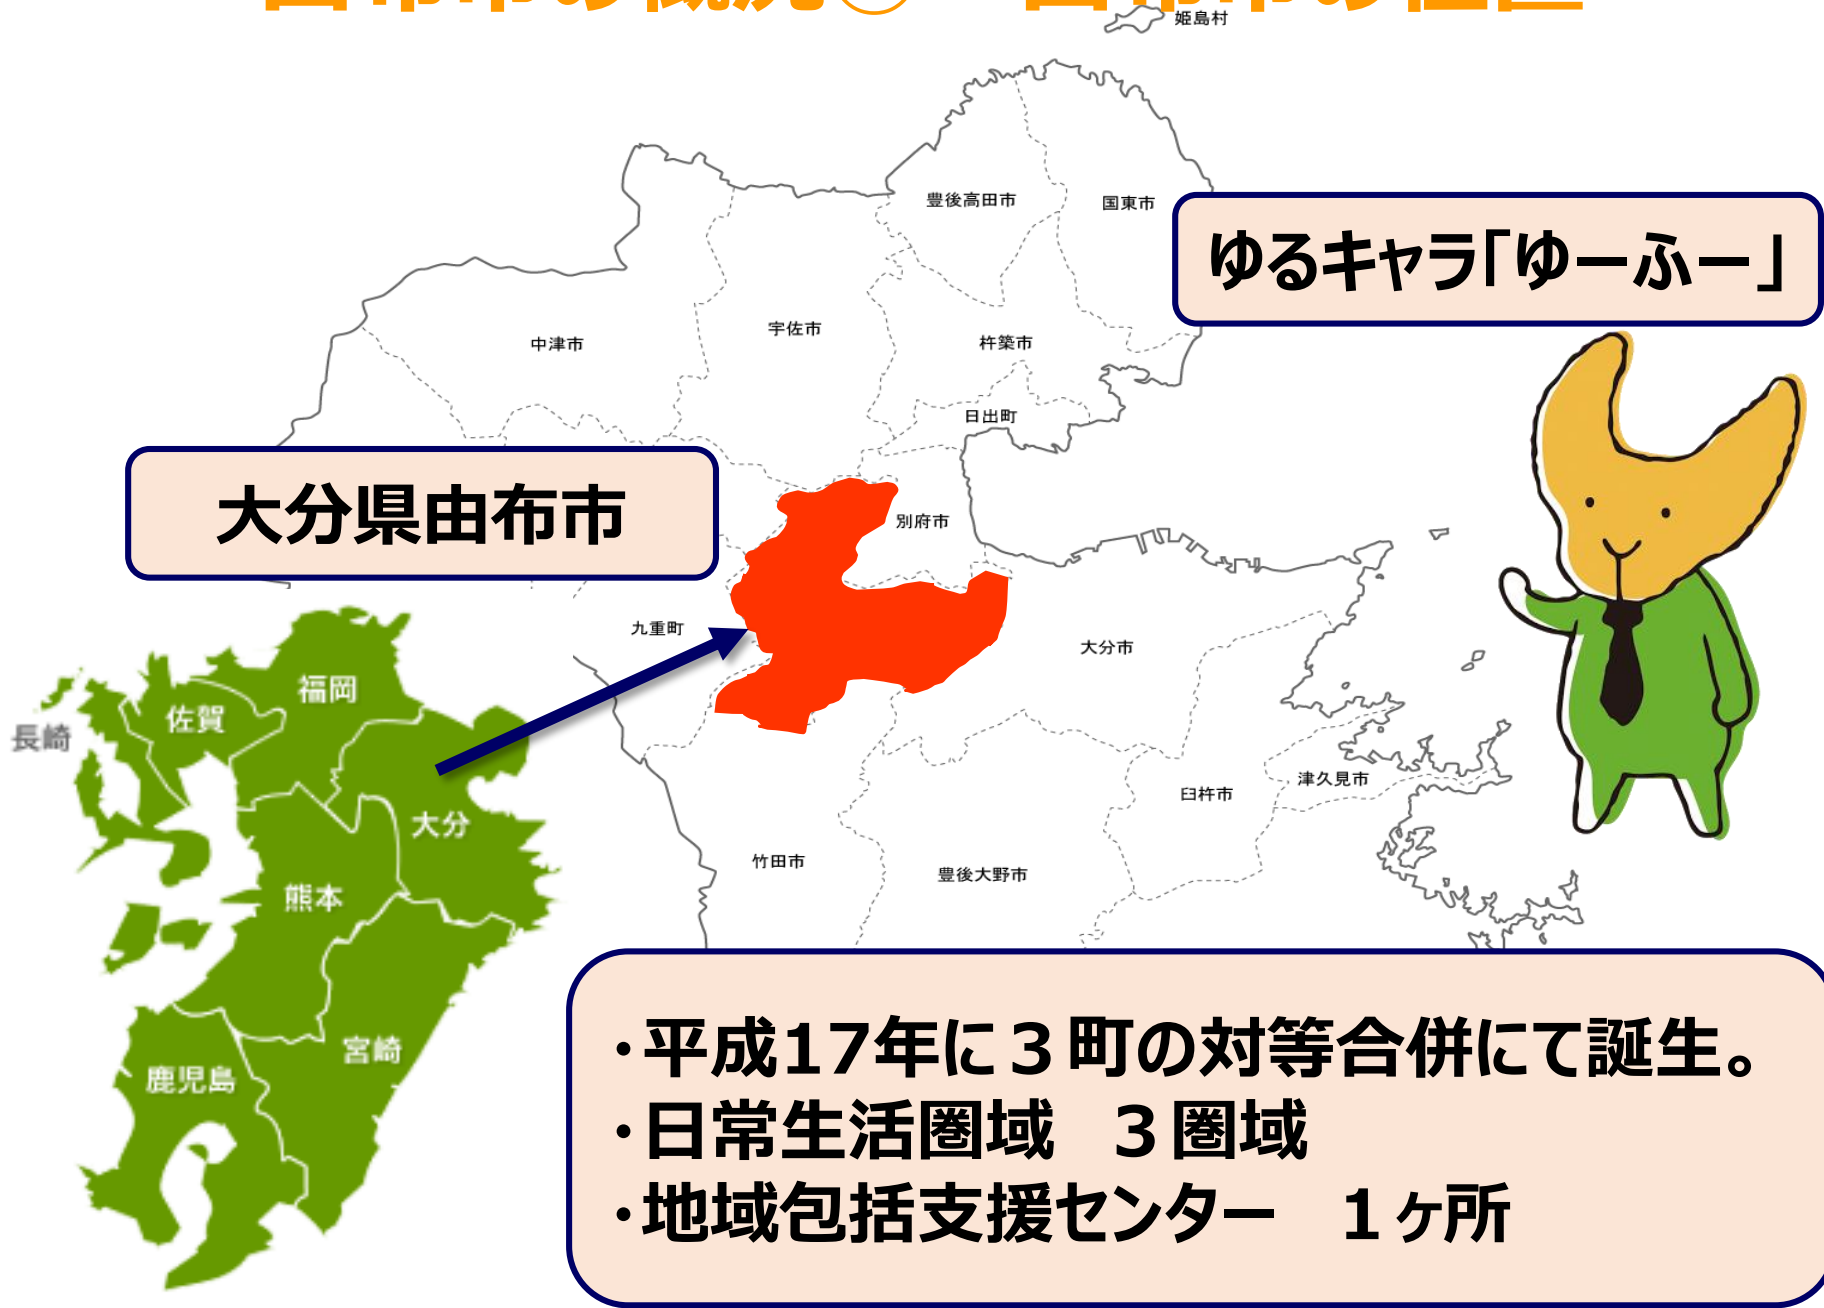 姫島村
豊後高田市
国東市
ゆるキャラ「ゆーふー」
中津市
宇佐市
杵築市
日出町
大分県由布市
別府市
九重町
大分市
福岡
佐賀
長崎
大分
熊本
宮崎
鹿児島
臼杵市
津久見市
竹田市
豊後大野市
・平成17年に３町の対等合併にて誕生。
・日常生活圏域　３圏域
・地域包括支援センター　１ヶ所